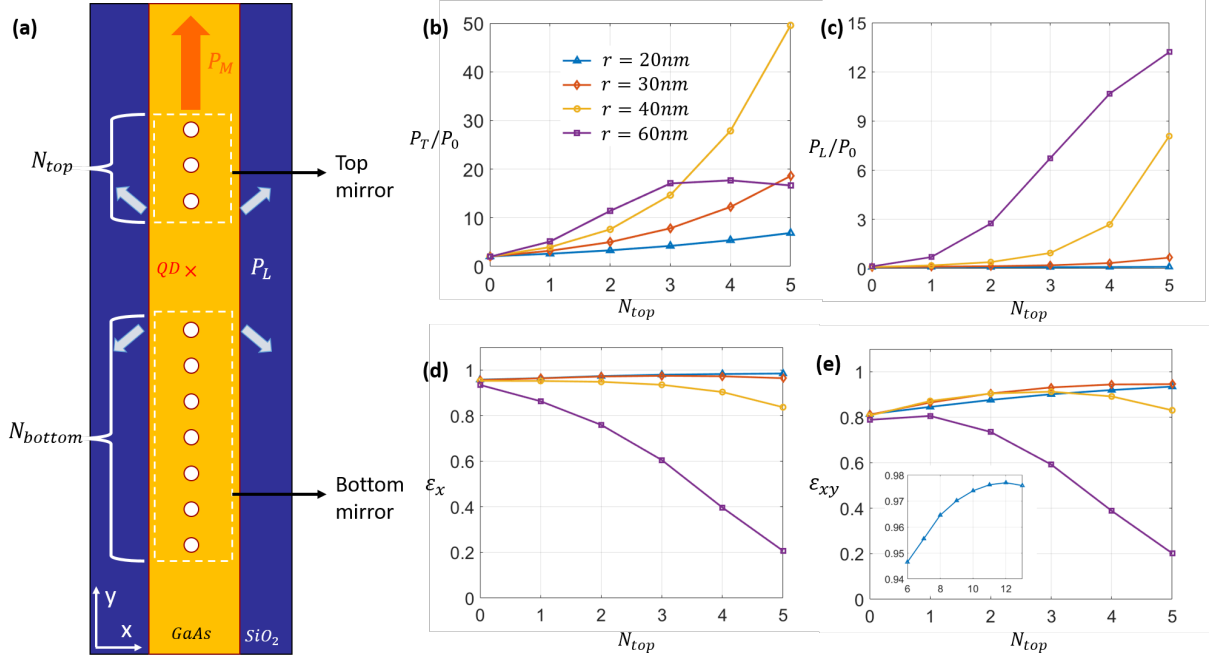 (a)
P_M
N_top
Top
mirror
QD ×
P_L
N_bottom
Bottom
mirror
y
x
GaAs
SiO₂
(b)
50
40
30
20
10
0
P_T/P_0
r = 20nm
r = 30nm
r = 40nm
r = 60nm
0 1 2 3 4 5
N_top
(c)
15
12
9
6
3
0
P_L/P_0
0 1 2 3 4 5
N_top
(d)
1
0.8
0.6
0.4
0.2
0
ε_x
0 1 2 3 4 5
N_top
(e)
1
0.8
0.6
0.4
0.2
0
ε_xy
0.98
0.97
0.96
0.95
0.94
6 8 10 12
0 1 2 3 4 5
N_top